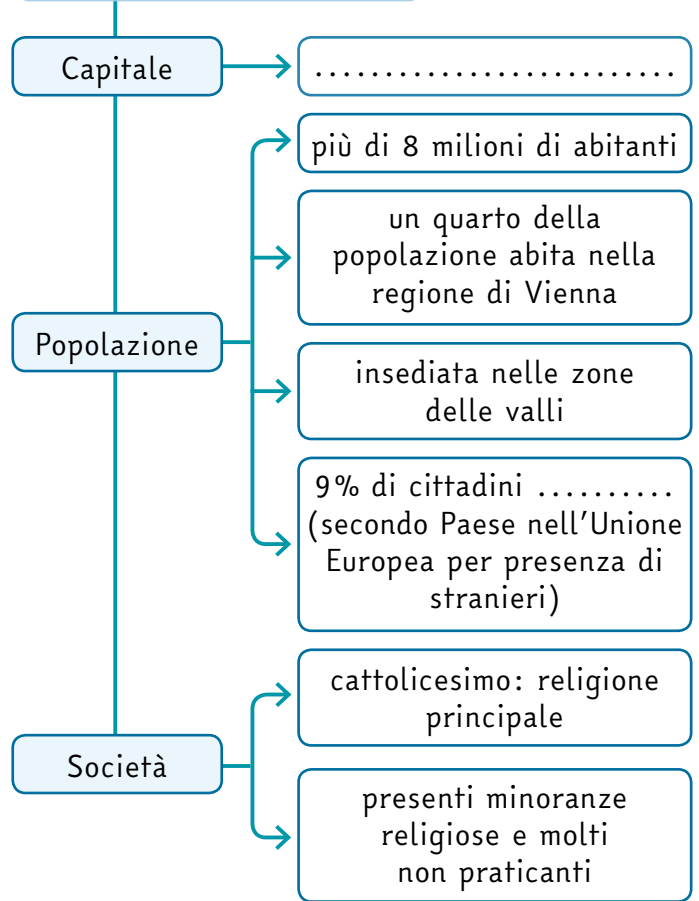 Capitale
..........................
Popolazione
più di 8 milioni di abitanti
un quarto della
popolazione abita nella
regione di Vienna
insediata nelle zone
delle valli
9% di cittadini ..........
(secondo Paese nell'Unione
Europea per presenza di
stranieri)
Società
cattolicesimo: religione
principale
presenti minoranze
religiose e molti
non praticanti